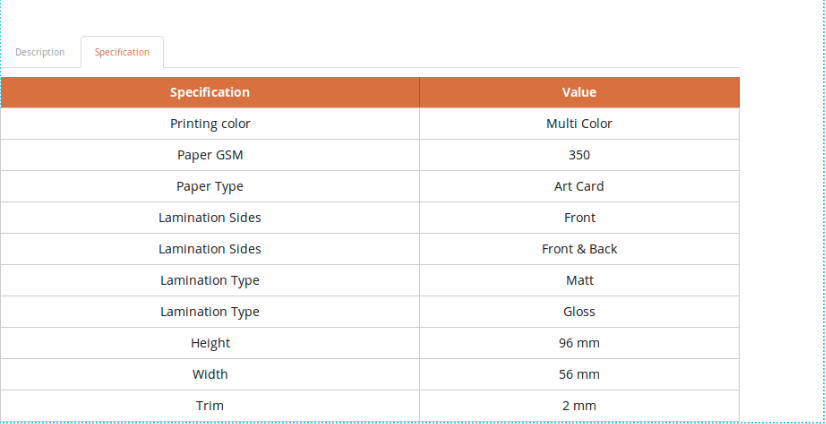 Description Specification
Specification Value
Printing color Multi Color
Paper GSM 350
Paper Type Art Card
Lamination Sides Front
Lamination Sides Front & Back
Lamination Type Matt
Lamination Type Gloss
Height 96 mm
Width 56 mm
Trim 2 mm